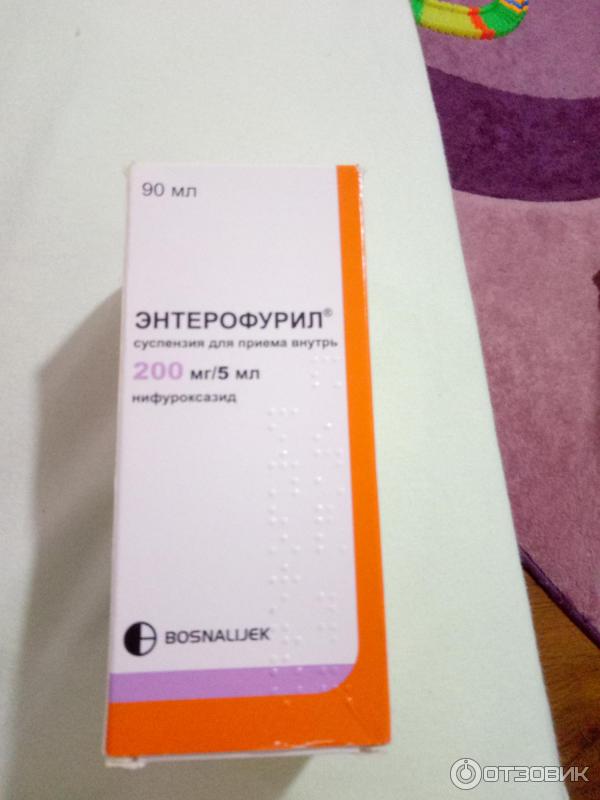 90 мл
ЭНТЕРОФУРИЛ®
суспензия для приема внутрь
200 мг/5 мл
нифуроксазид
BOSNALIJEK
ОТЗОВИК